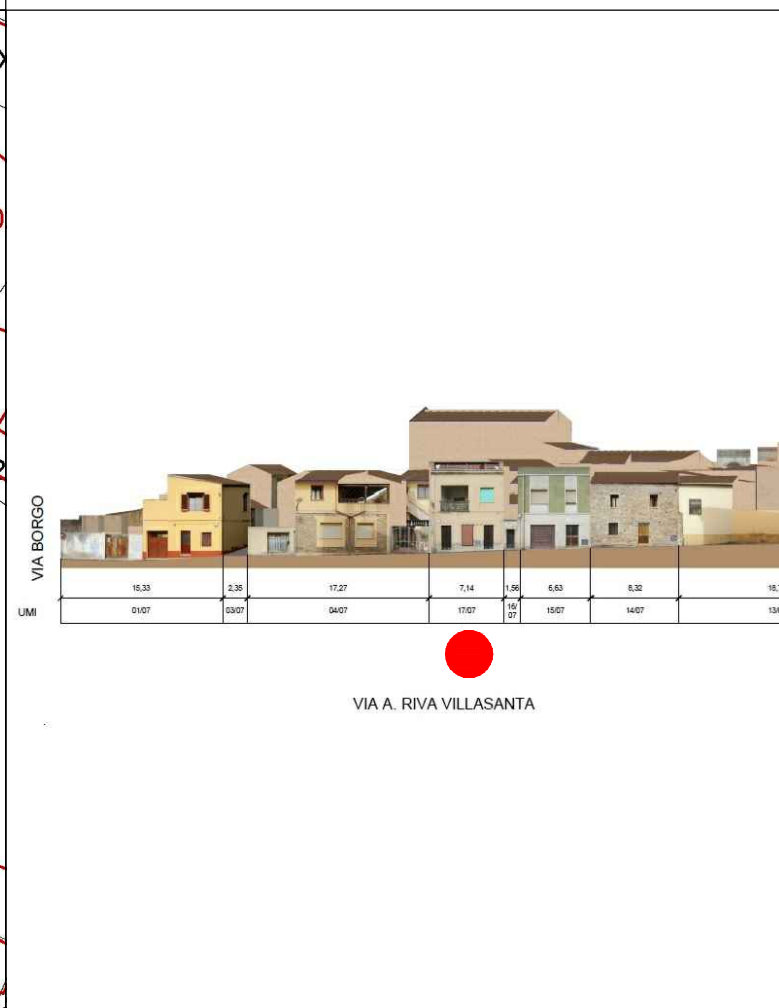 VIA BORGO
15,33 2,35 17,27 7,14 1,56 6,63 8,32
UMI 01/07 03/07 04/07 17/07 16/07 15/07 14/07
VIA A. RIVA VILLASANTA